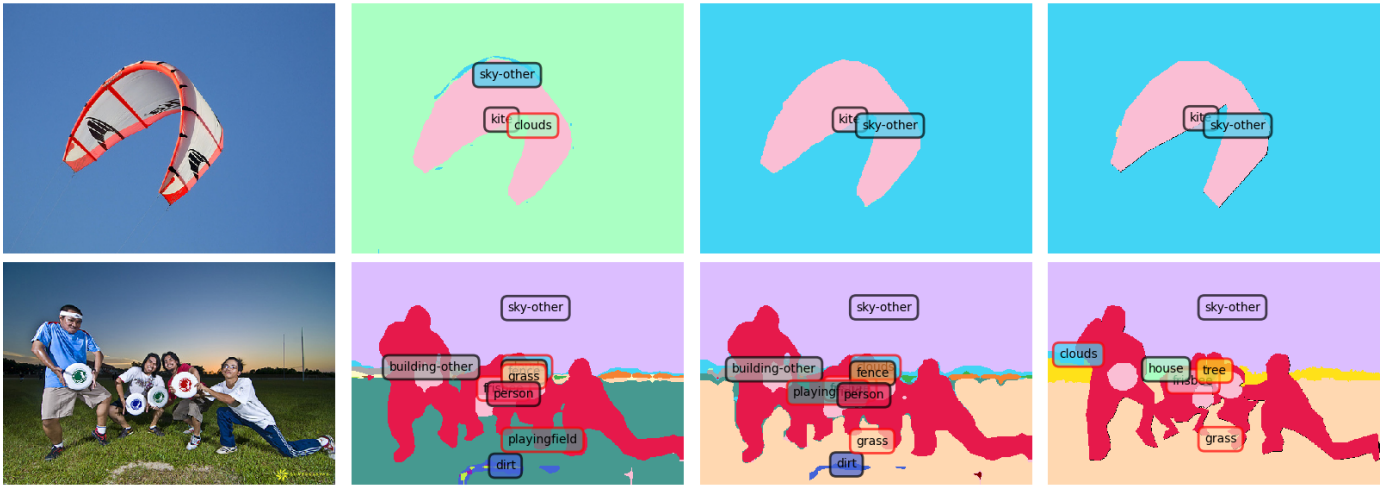 sky-other
kite
clouds
kite
sky-other
kite
sky-other
sky-other
building-other
grass
person
playingfield
dirt
sky-other
building-other
fence
person
grass
dirt
sky-other
clouds
house
tree
grass